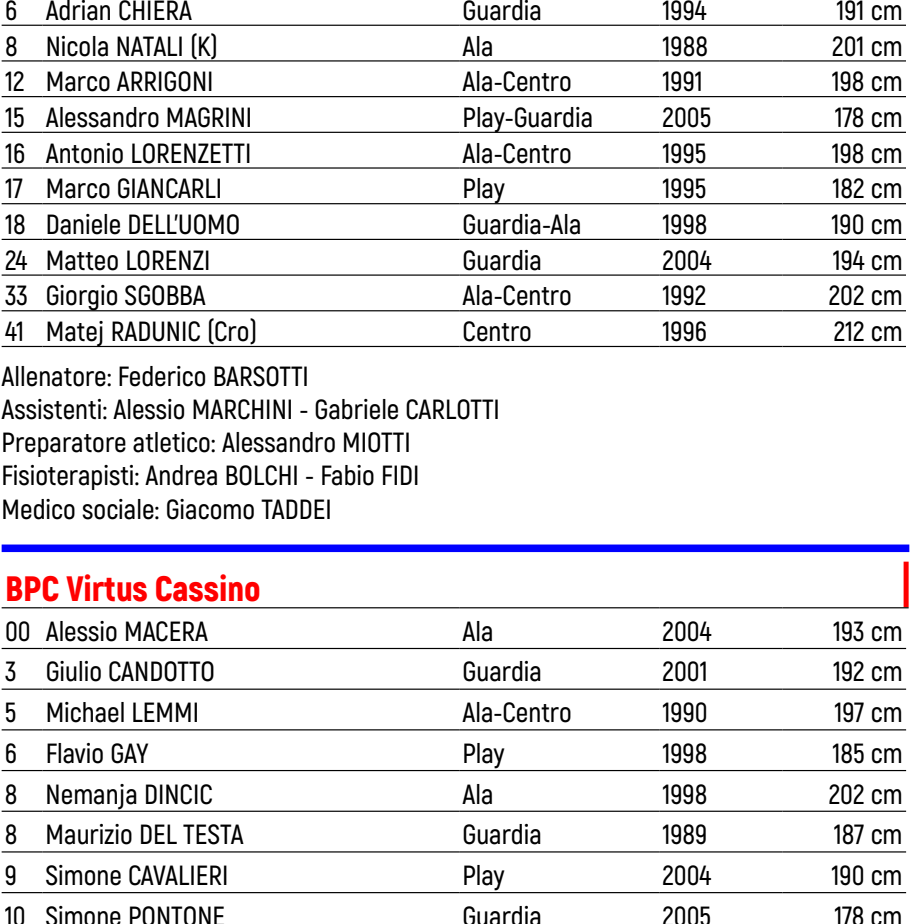 6 Adrian CHIERA Guardia 1994 191 cm
8 Nicola NATALI (K) Ala 1988 201 cm
12 Marco ARRIGONI Ala-Centro 1991 198 cm
15 Alessandro MAGRINI Play-Guardia 2005 178 cm
16 Antonio LORENZETTI Ala-Centro 1995 198 cm
17 Marco GIANCARLI Play 1995 182 cm
18 Daniele DELL'UOMO Guardia-Ala 1998 190 cm
24 Matteo LORENZI Guardia 2004 194 cm
33 Giorgio SGOBBA Ala-Centro 1992 202 cm
41 Matej RADUNIC (Cro) Centro 1996 212 cm
Allenatore: Federico BARSOTTI
Assistenti: Alessio MARCHINI - Gabriele CARLOTTI
Preparatore atletico: Alessandro MIOTTI
Fisioterapisti: Andrea BOLCHI - Fabio FIDI
Medico sociale: Giacomo TADDEI
BPC Virtus Cassino
00 Alessio MACERA Ala 2004 193 cm
3 Giulio CANDOTTO Guardia 2001 192 cm
5 Michael LEMMI Ala-Centro 1990 197 cm
6 Flavio GAY Play 1998 185 cm
8 Nemanja DINCIC Ala 1998 202 cm
8 Maurizio DEL TESTA Guardia 1989 187 cm
9 Simone CAVALIERI Play 2004 190 cm
10 Simone PONTONE Guardia 2005 178 cm